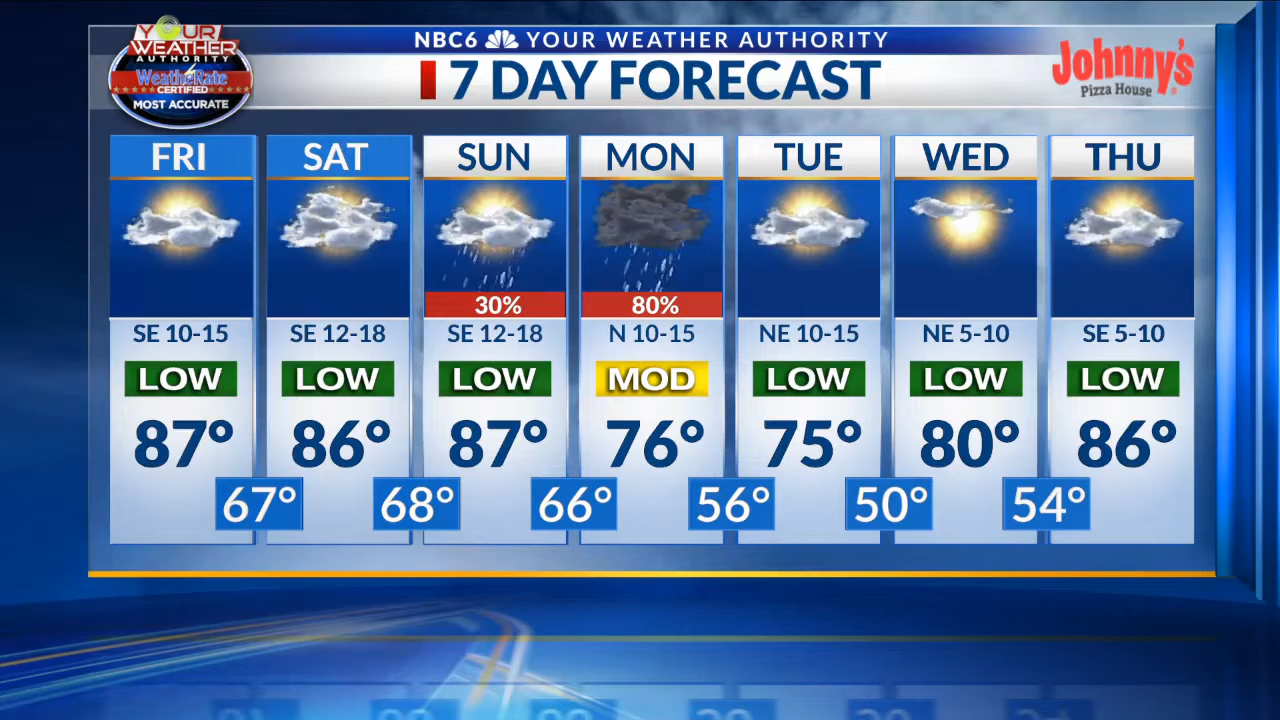 YOUR
WEATHER
AUTHORITY
WeatheRate
CERTIFIED
MOST ACCURATE
NBC6 YOUR WEATHER AUTHORITY
7 DAY FORECAST
Johnny's
Pizza House
FRI SAT SUN MON TUE WED THU
30% 80%
SE 10-15 SE 12-18 SE 12-18 N 10-15 NE 10-15 NE 5-10 SE 5-10
LOW LOW LOW MOD LOW LOW LOW
87° 86° 87° 76° 75° 80° 86°
67° 68° 66° 56° 50° 54°